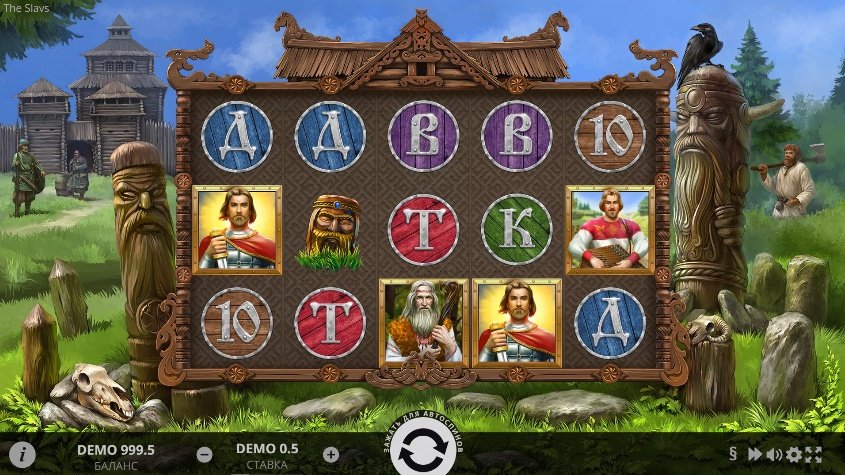 The Slavs
Д Д В В 10
Т К
10 Т Д
ЗАЖАТЬ ДЛЯ АВТОСПИНОВ
DEMO 999.5
БАЛАНС
DEMO 0.5
СТАВКА